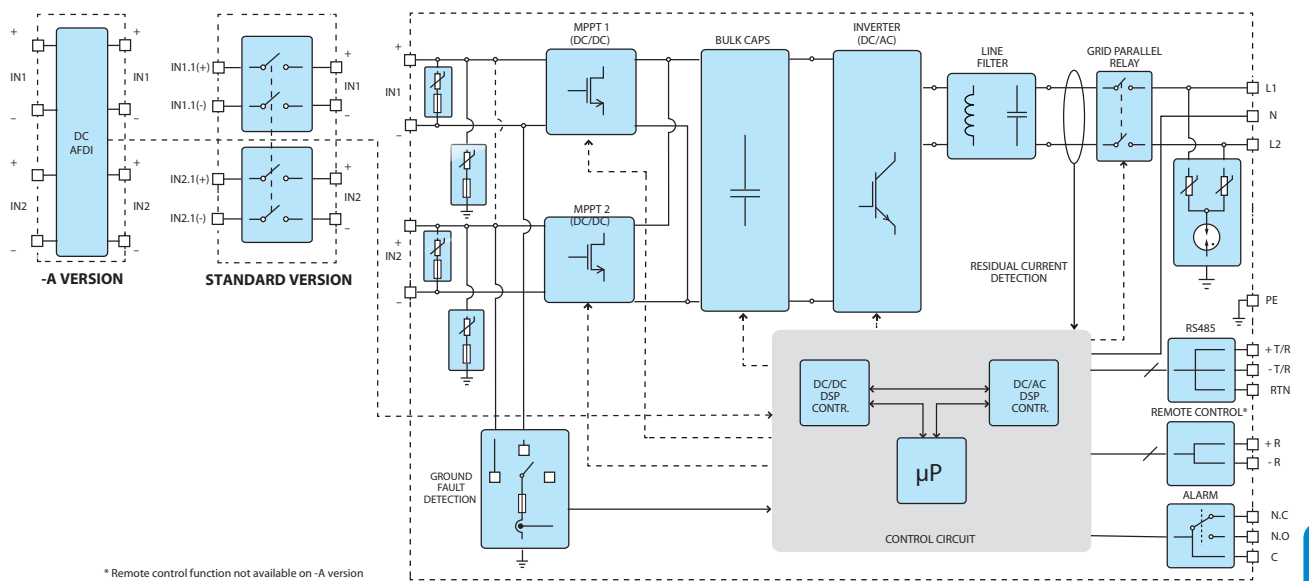 +
+
IN1
IN1
–
–
DC
AFDI
+
+
IN2
IN2
–
–
-A VERSION
IN1.1(+)
+
IN1
IN1.1(-)
–
IN2.1(+)
+
IN2
IN2.1(-)
–
STANDARD VERSION
+
IN1
–
+
IN2
–
MPPT 1
(DC/DC)
MPPT 2
(DC/DC)
BULK CAPS
INVERTER
(DC/AC)
LINE
FILTER
GRID PARALLEL
RELAY
L1
N
L2
RESIDUAL CURRENT
DETECTION
PE
RS485
+ T/R
- T/R
RTN
REMOTE CONTROL*
+ R
- R
ALARM
N.C
N.O
C
DC/DC
DSP
CONTR.
DC/AC
DSP
CONTR.
µP
CONTROL CIRCUIT
GROUND
FAULT
DETECTION
* Remote control function not available on -A version